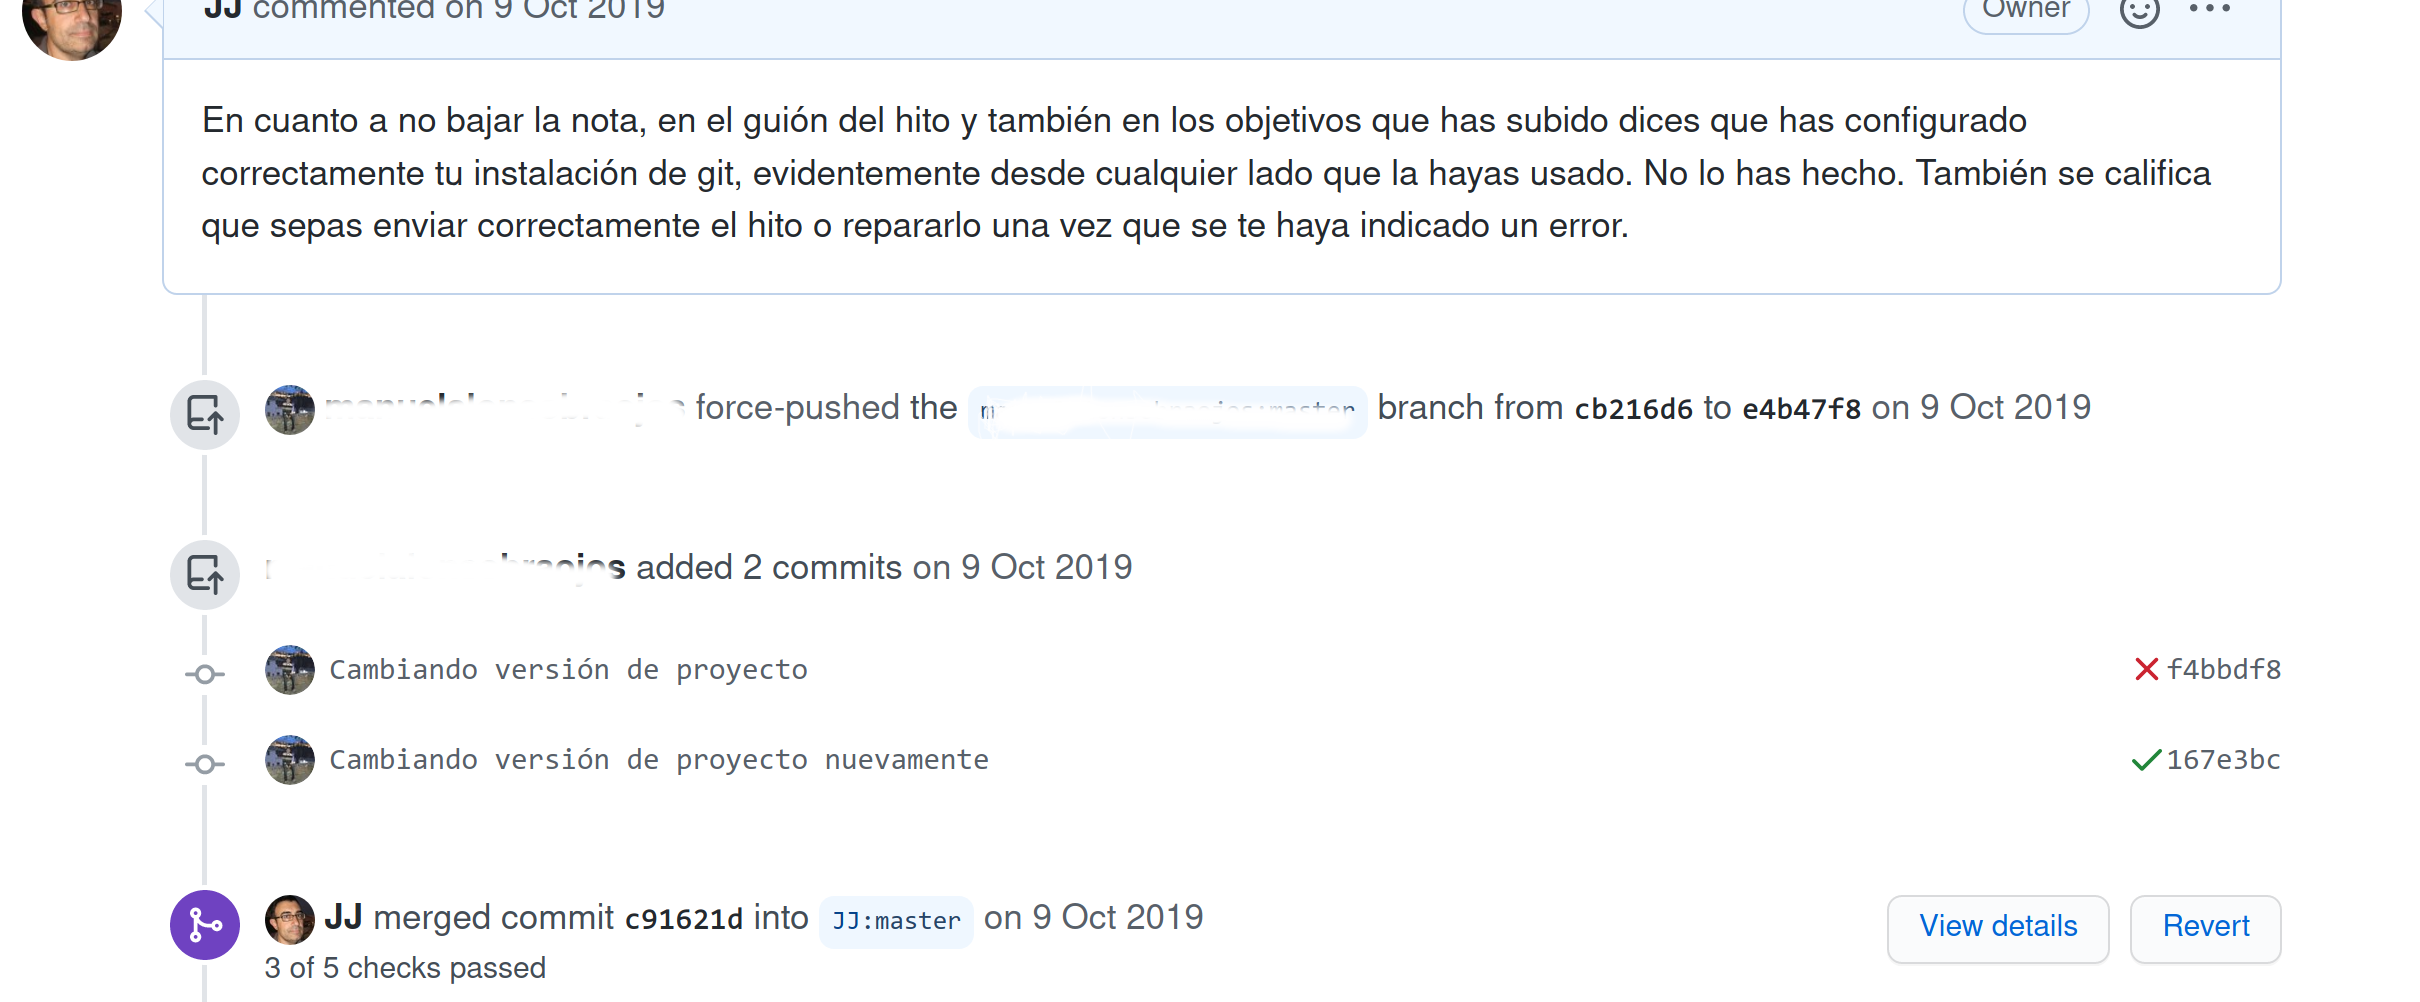 JJ commented on 9 Oct 2019
Owner
En cuanto a no bajar la nota, en el guión del hito y también en los objetivos que has subido dices que has configurado
correctamente tu instalación de git, evidentemente desde cualquier lado que la hayas usado. No lo has hecho. También se califica
que sepas enviar correctamente el hito o repararlo una vez que se te haya indicado un error.
force-pushed the branch from cb216d6 to e4b47f8 on 9 Oct 2019
added 2 commits on 9 Oct 2019
Cambiando versión de proyecto
f4bbdf8
Cambiando versión de proyecto nuevamente
167e3bc
JJ merged commit c91621d into JJ:master on 9 Oct 2019
View details
Revert
3 of 5 checks passed